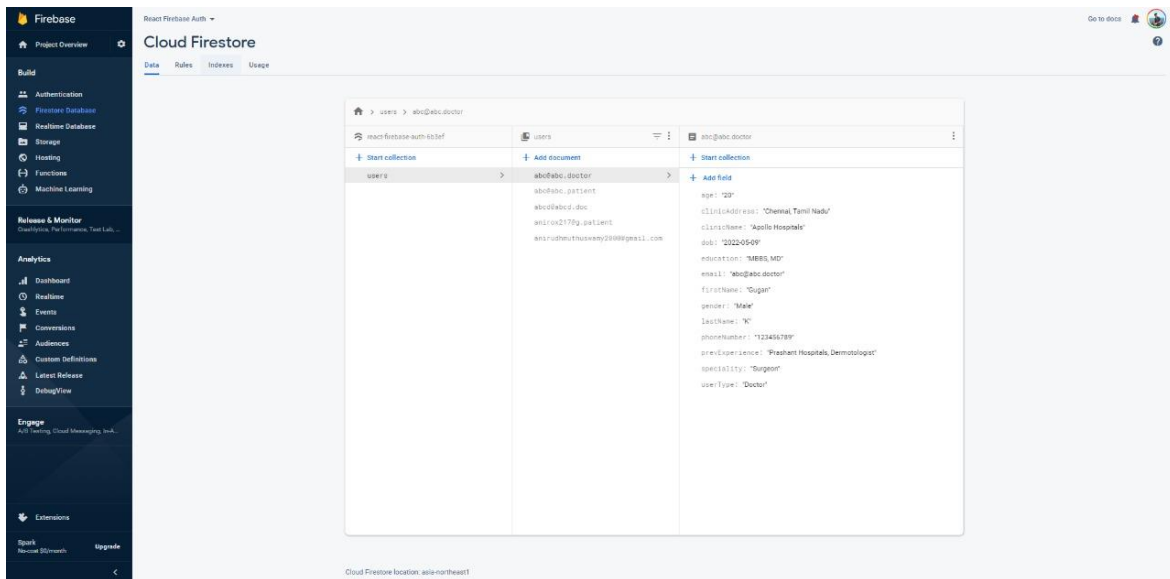 Firebase
Project Overview
Build
Authentication
Firestore Database
Realtime Database
Storage
Hosting
Functions
Machine Learning
Release & Monitor
Crashlytics, Performance, Test Lab, ...
Analytics
Dashboard
Realtime
Events
Conversions
Audiences
Custom Definitions
Latest Release
DebugView
Engage
A/B Testing, Cloud Messaging, In-A...
Extensions
Spark
No-cost $0/month
Upgrade
React Firebase Auth
Go to docs
Cloud Firestore
Data Rules Indexes Usage
users > abc@abc.doctor
users
abc@abc.doctor
+ Start collection
+ Add document
+ Start collection
users
abc@abc.doctor
abc@abc.patient
abcd@abcd.doc
+ Add field
age: "20"
clinicAddress: "Chennai, Tamil Nadu"
clinicName: "Apollo Hospitals"
dob: "2022-05-09"
education: "MBBS, MD"
email: "abc@abc.doctor"
firstName: "Sugan"
gender: "Male"
lastName: "K"
phoneNumber: "123456789"
prevExperience: "Prashant Hospitals, Dermotologist"
speciality: "Surgeon"
userType: "Doctor"
Cloud Firestore location: asia-northeast1